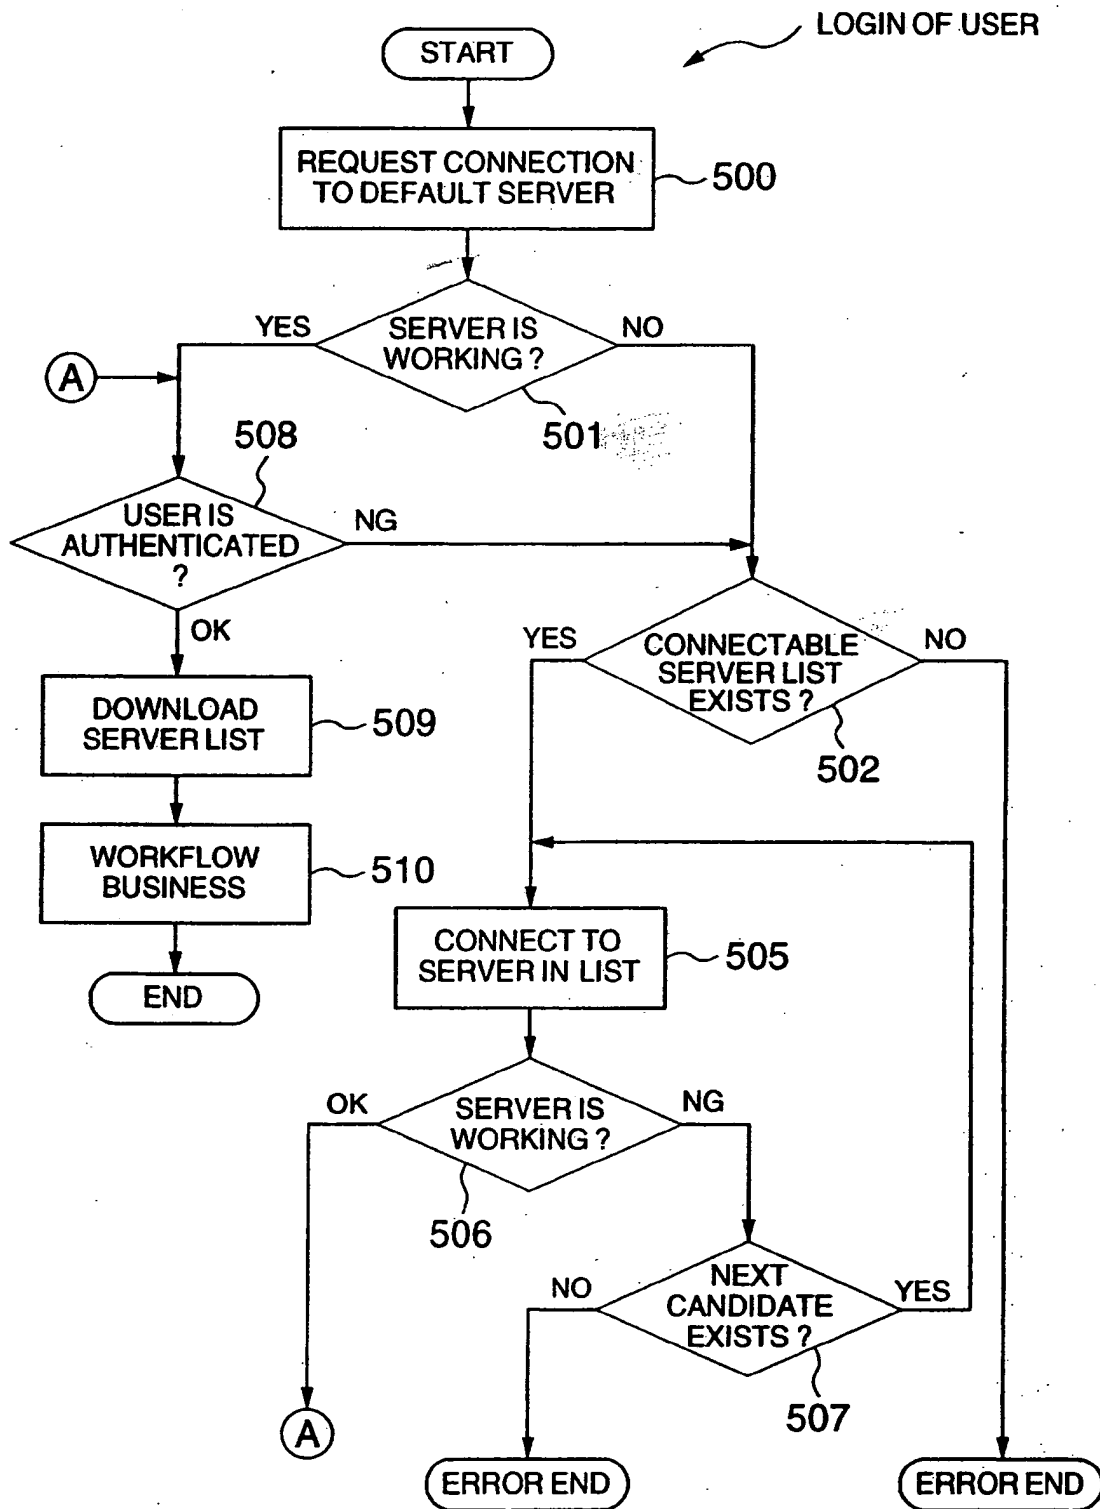 LOGIN OF USER
START
REQUEST CONNECTION
TO DEFAULT SERVER
500
YES
SERVER IS
WORKING ?
NO
A
501
508
USER IS
AUTHENTICATED
?
NG
OK
YES
CONNECTABLE
SERVER LIST
EXISTS ?
NO
502
DOWNLOAD
SERVER LIST
509
WORKFLOW
BUSINESS
510
END
CONNECT TO
SERVER IN LIST
505
OK
SERVER IS
WORKING ?
NG
506
NO
NEXT
CANDIDATE
EXISTS ?
YES
507
A
ERROR END
ERROR END